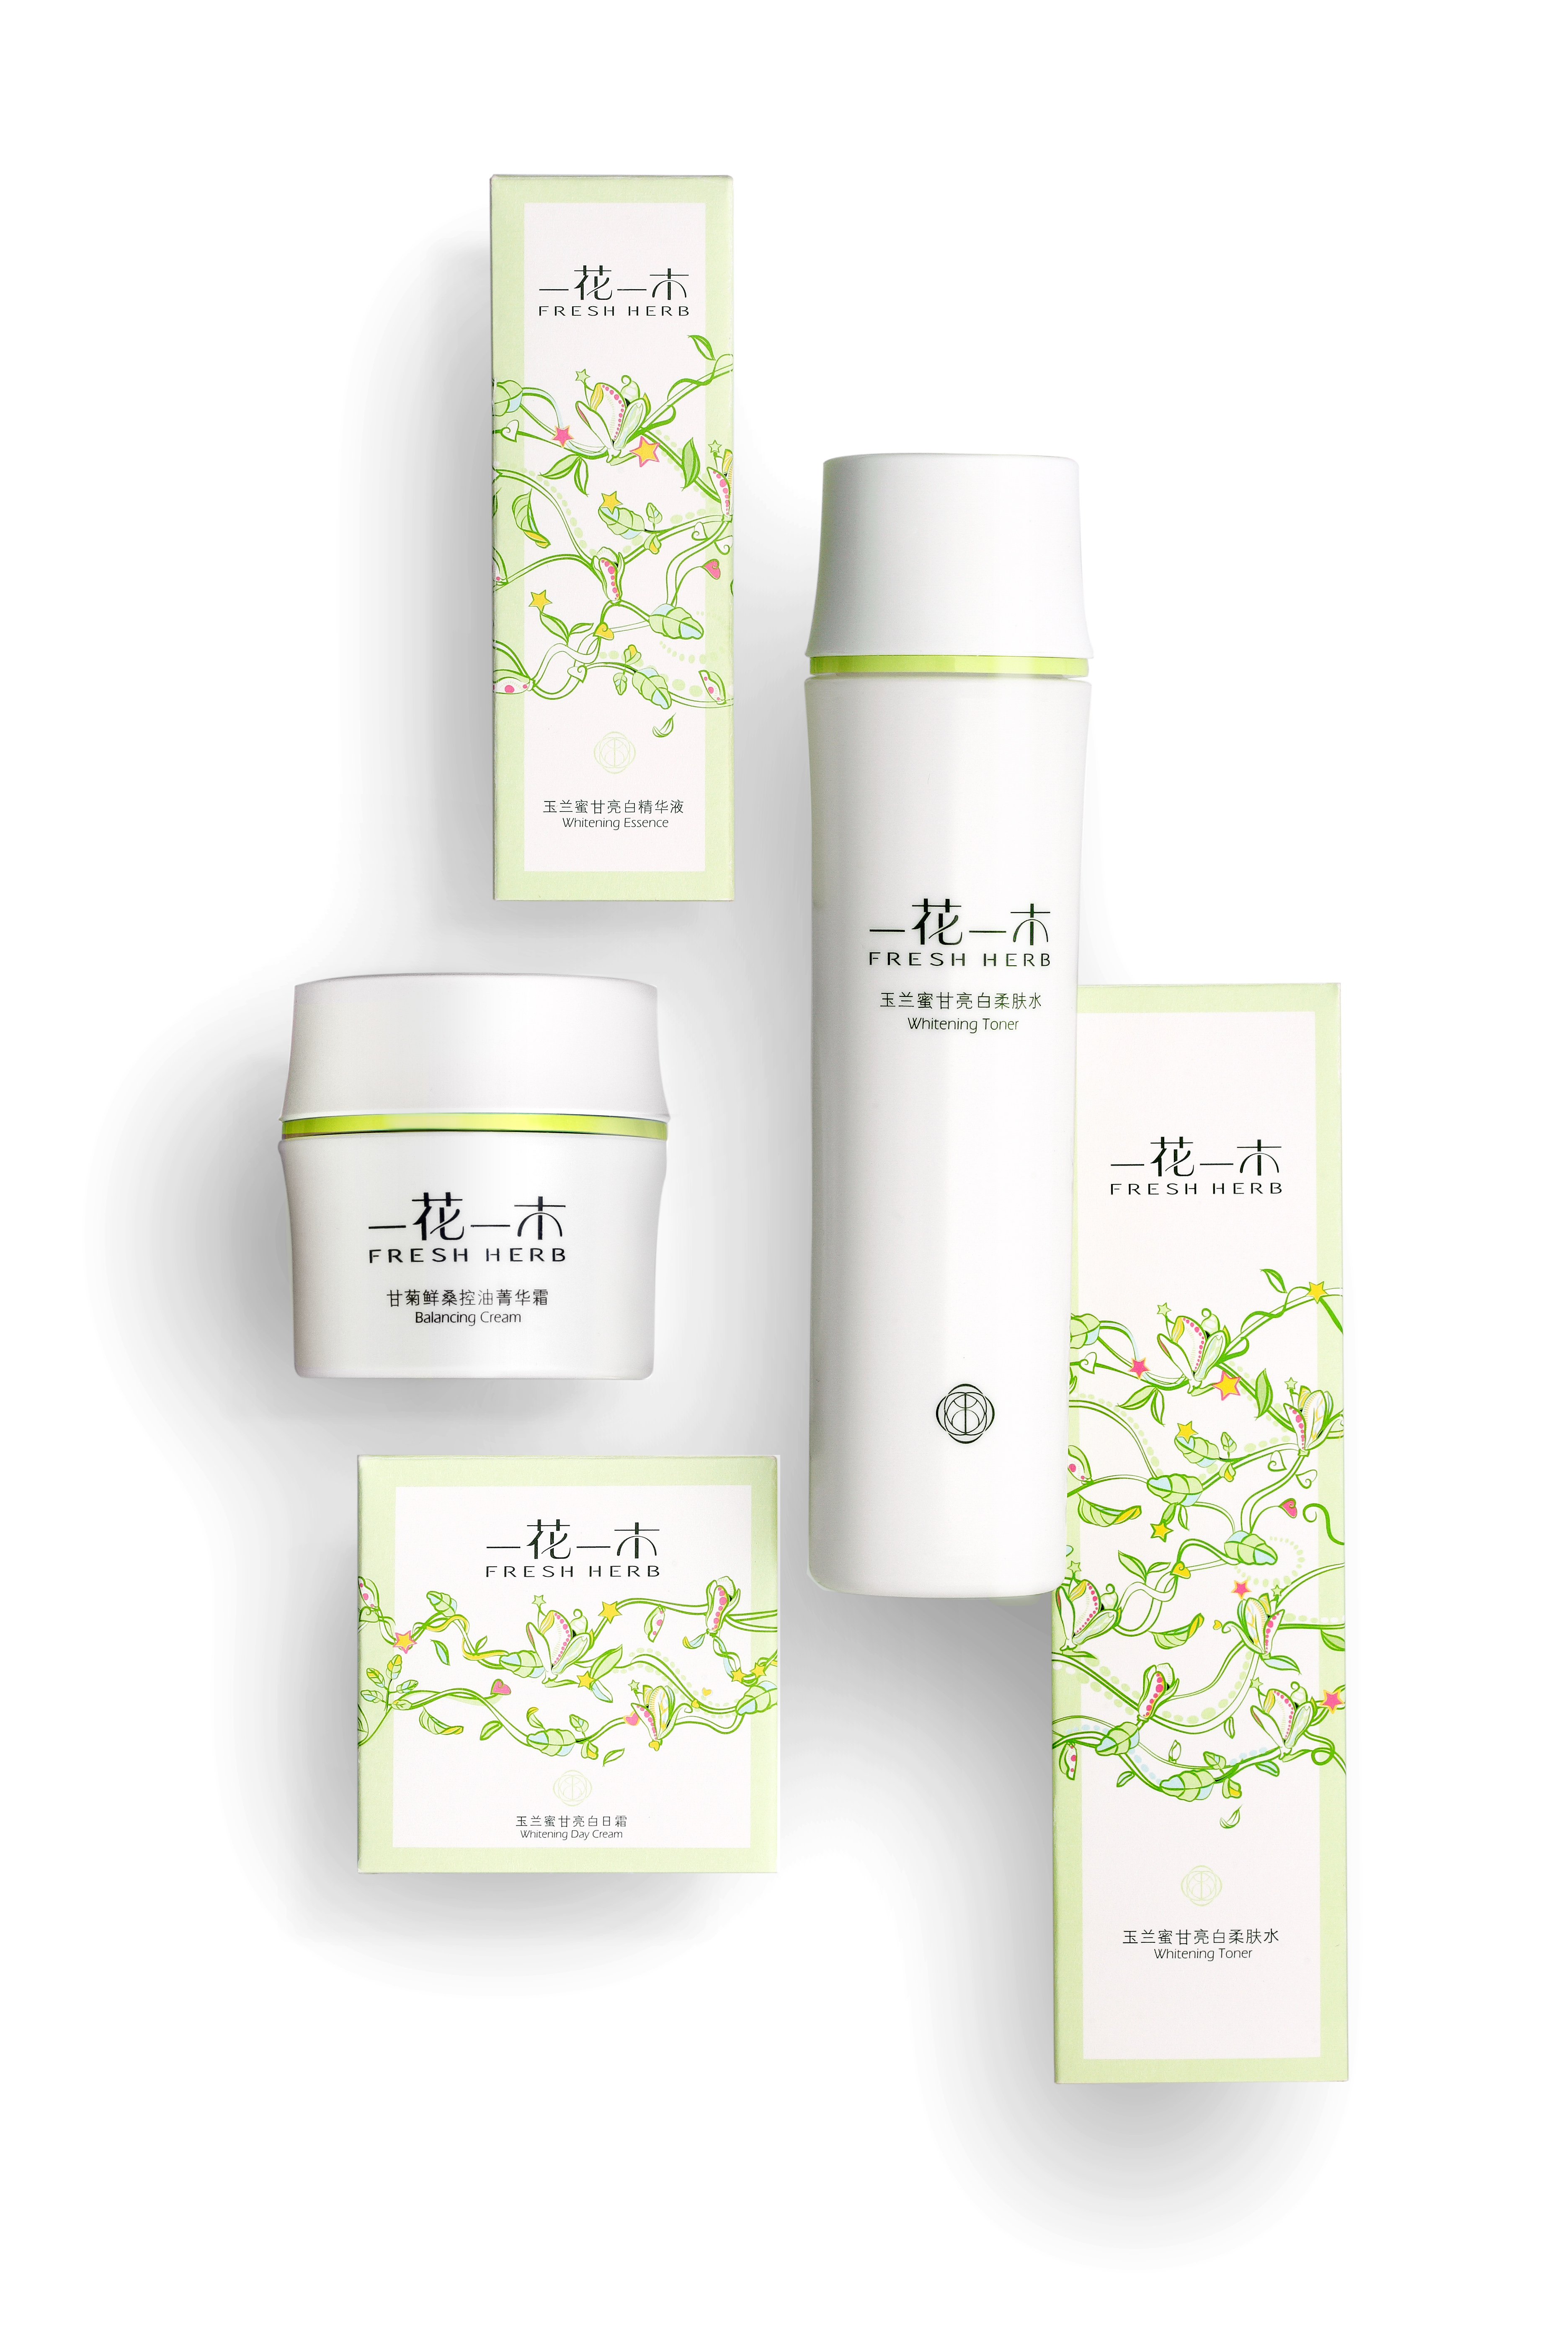 一花一木
FRESH HERB
玉兰蜜甘亮白精华液
Whitening Essence
一花一木
FRESH HERB
玉兰蜜甘亮白柔肤水
Whitening Toner
一花一木
FRESH HERB
甘菊鲜桑控油菁华霜
Balancing Cream
一花一木
FRESH HERB
玉兰蜜甘亮白柔肤水
Whitening Toner
一花一木
FRESH HERB
玉兰蜜甘亮白日霜
Whitening Day Cream